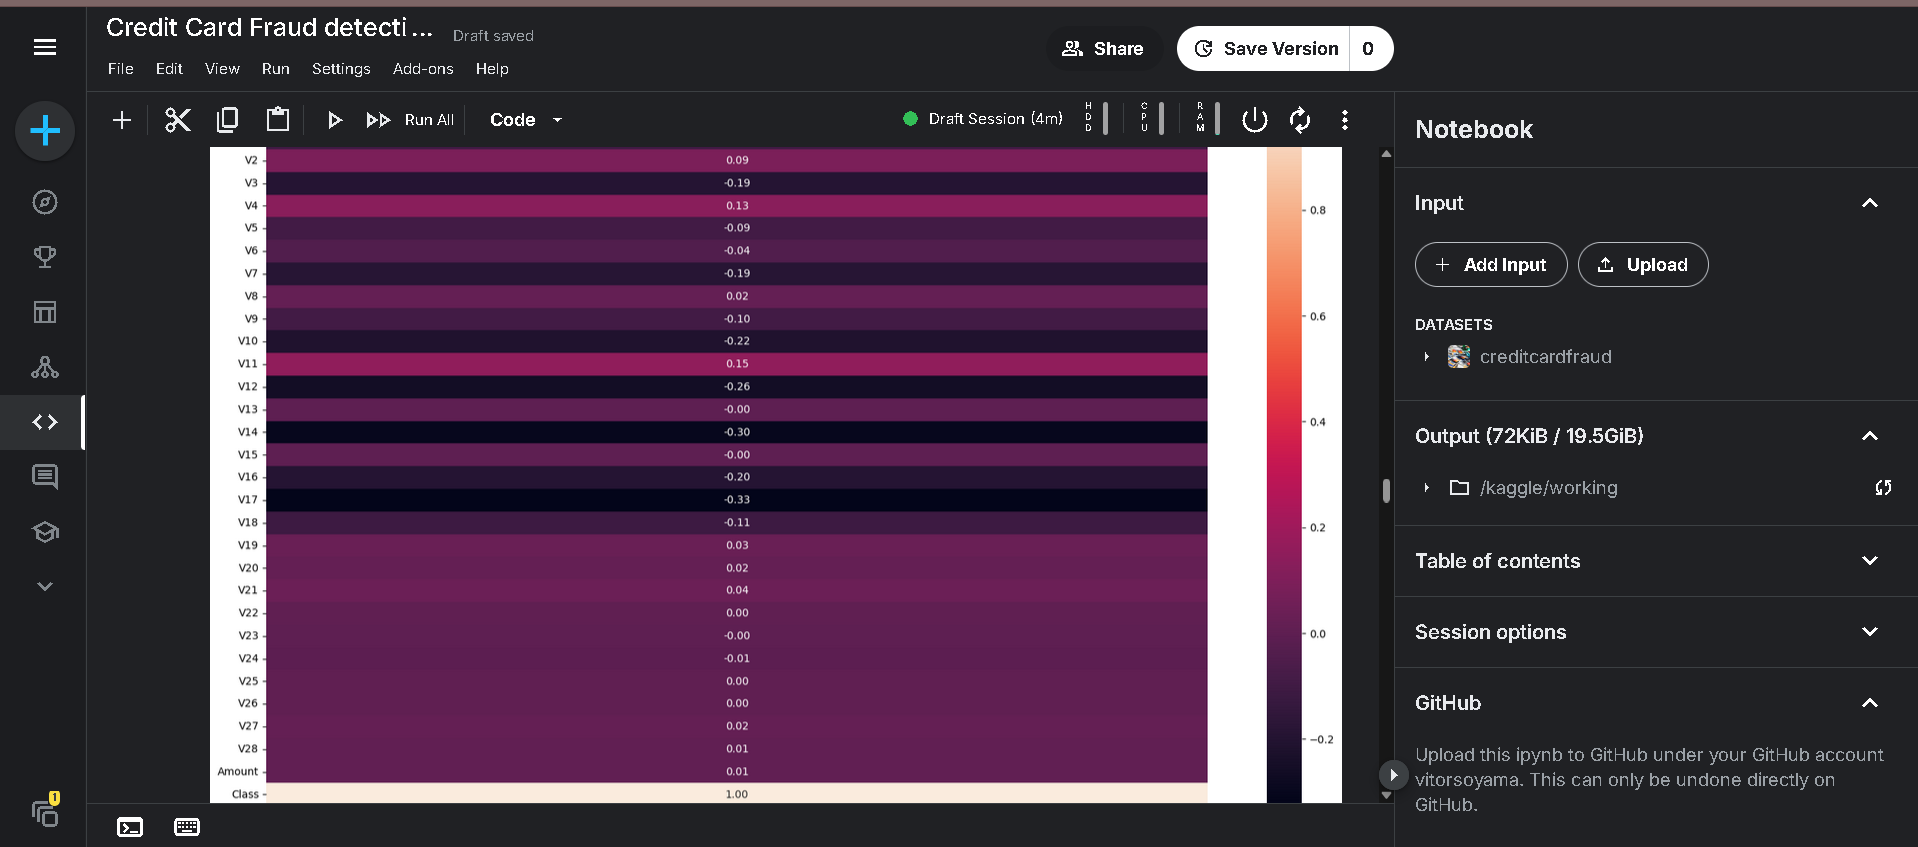 Credit Card Fraud detecti...
Draft saved
File Edit View Run Settings Add-ons Help
Share
Save Version 0
Run All
Code
Draft Session (4m)
HDD
CPU
RAM
V2 0.09
V3 -0.19
V4 0.13
V5 -0.09
V6 -0.04
V7 -0.19
V8 0.02
V9 -0.10
V10 -0.22
V11 0.15
V12 -0.26
V13 -0.00
V14 -0.30
V15 -0.00
V16 -0.20
V17 -0.33
V18 -0.11
V19 0.03
V20 0.02
V21 0.04
V22 0.00
V23 -0.00
V24 -0.01
V25 0.00
V26 0.00
V27 0.02
V28 0.01
Amount 0.01
Class 1.00
0.8
0.6
0.4
0.2
0.0
−0.2
Notebook
Input
Add Input
Upload
DATASETS
creditcardfraud
Output (72KiB / 19.5GiB)
/kaggle/working
Table of contents
Session options
GitHub
Upload this ipynb to GitHub under your GitHub account
vitorsoyama. This can only be undone directly on
GitHub.
1